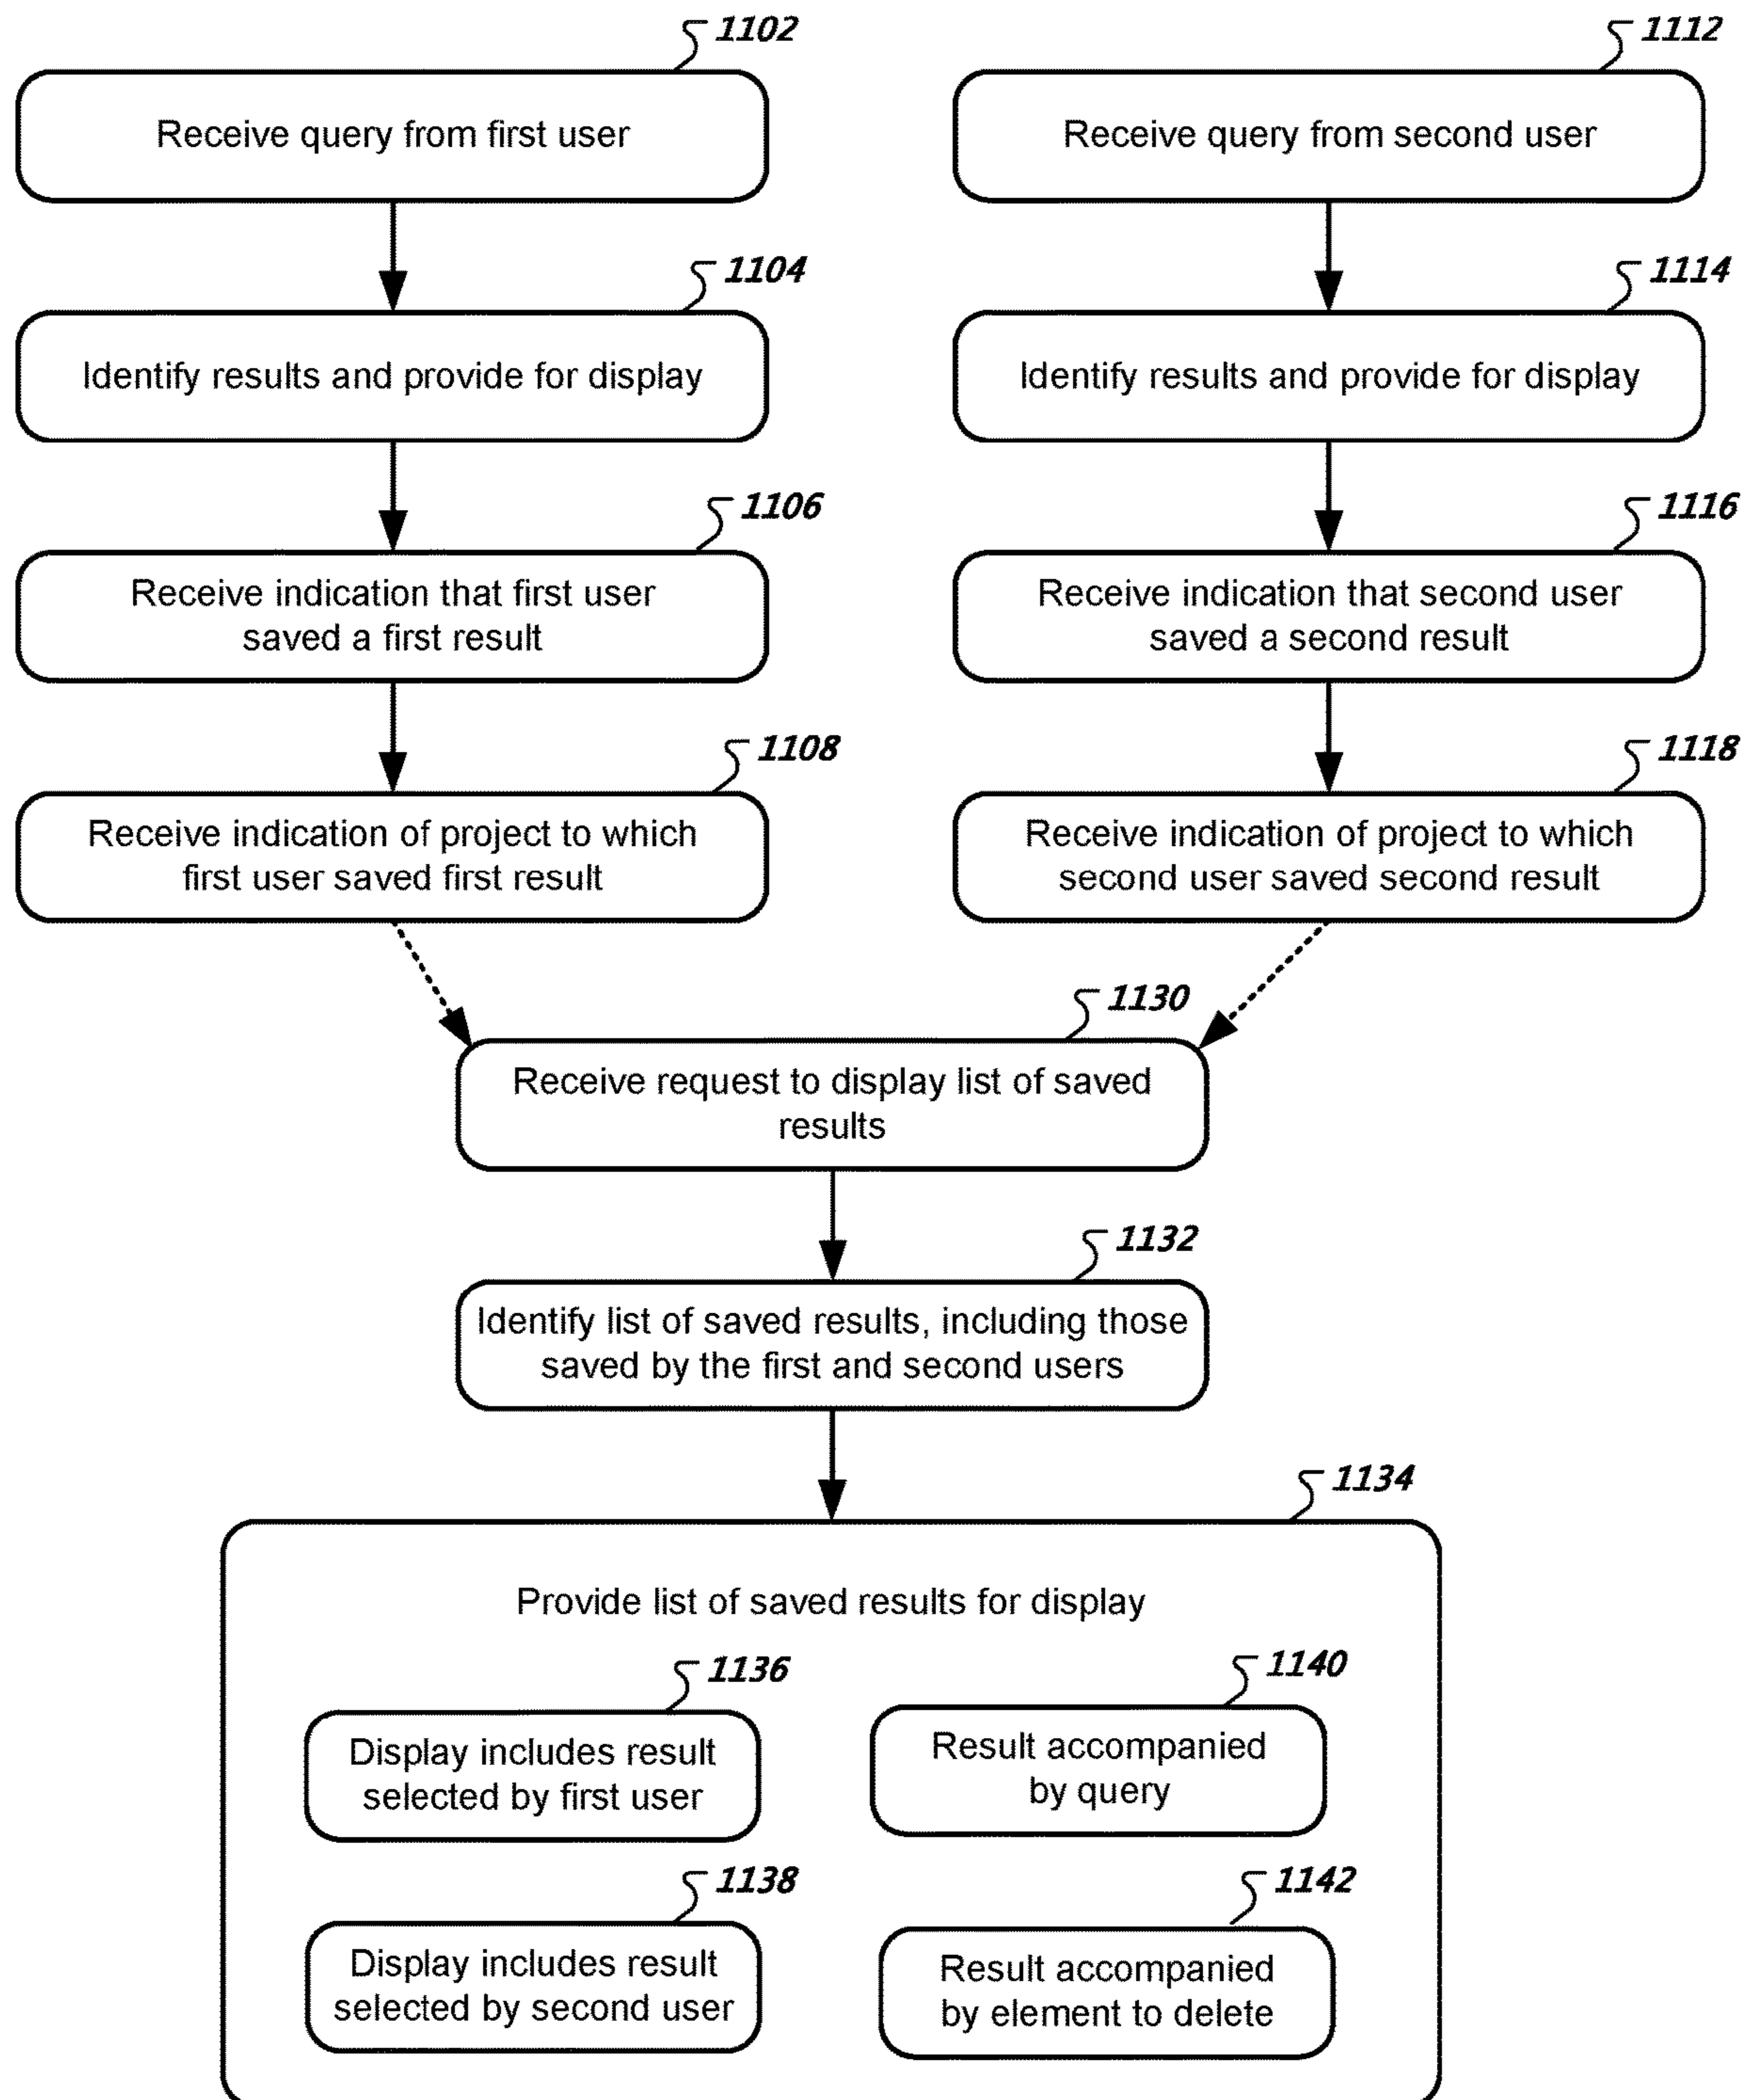 1102
Receive query from first user
1112
Receive query from second user
1104
Identify results and provide for display
1114
Identify results and provide for display
1106
Receive indication that first user
saved a first result
1116
Receive indication that second user
saved a second result
1108
Receive indication of project to which
first user saved first result
1118
Receive indication of project to which
second user saved second result
1130
Receive request to display list of saved
results
1132
Identify list of saved results, including those
saved by the first and second users
1134
Provide list of saved results for display
1136
Display includes result
selected by first user
1140
Result accompanied
by query
1138
Display includes result
selected by second user
1142
Result accompanied
by element to delete